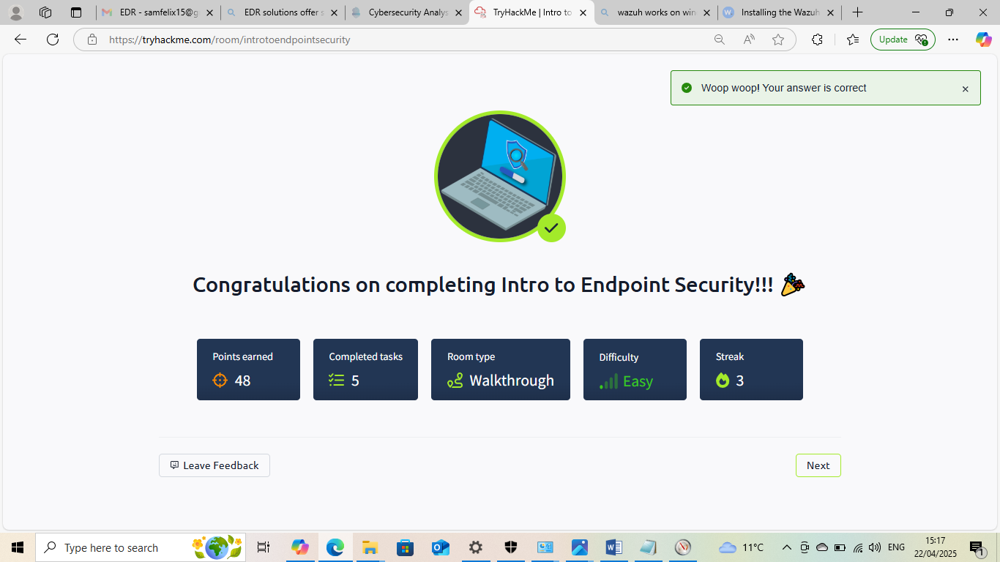 EDR - samfelix15@g
EDR solutions offer s
Cybersecurity Analys
TryHackMe | Intro to
wazuh works on win
Installing the Wazuh
https://tryhackme.com/room/introtoendpointsecurity
Update
Woop woop! Your answer is correct
Congratulations on completing Intro to Endpoint Security!!!
Points earned
48
Completed tasks
5
Room type
Walkthrough
Difficulty
Easy
Streak
3
Leave Feedback
Next
Type here to search
11°C
ENG
15:17
22/04/2025
1